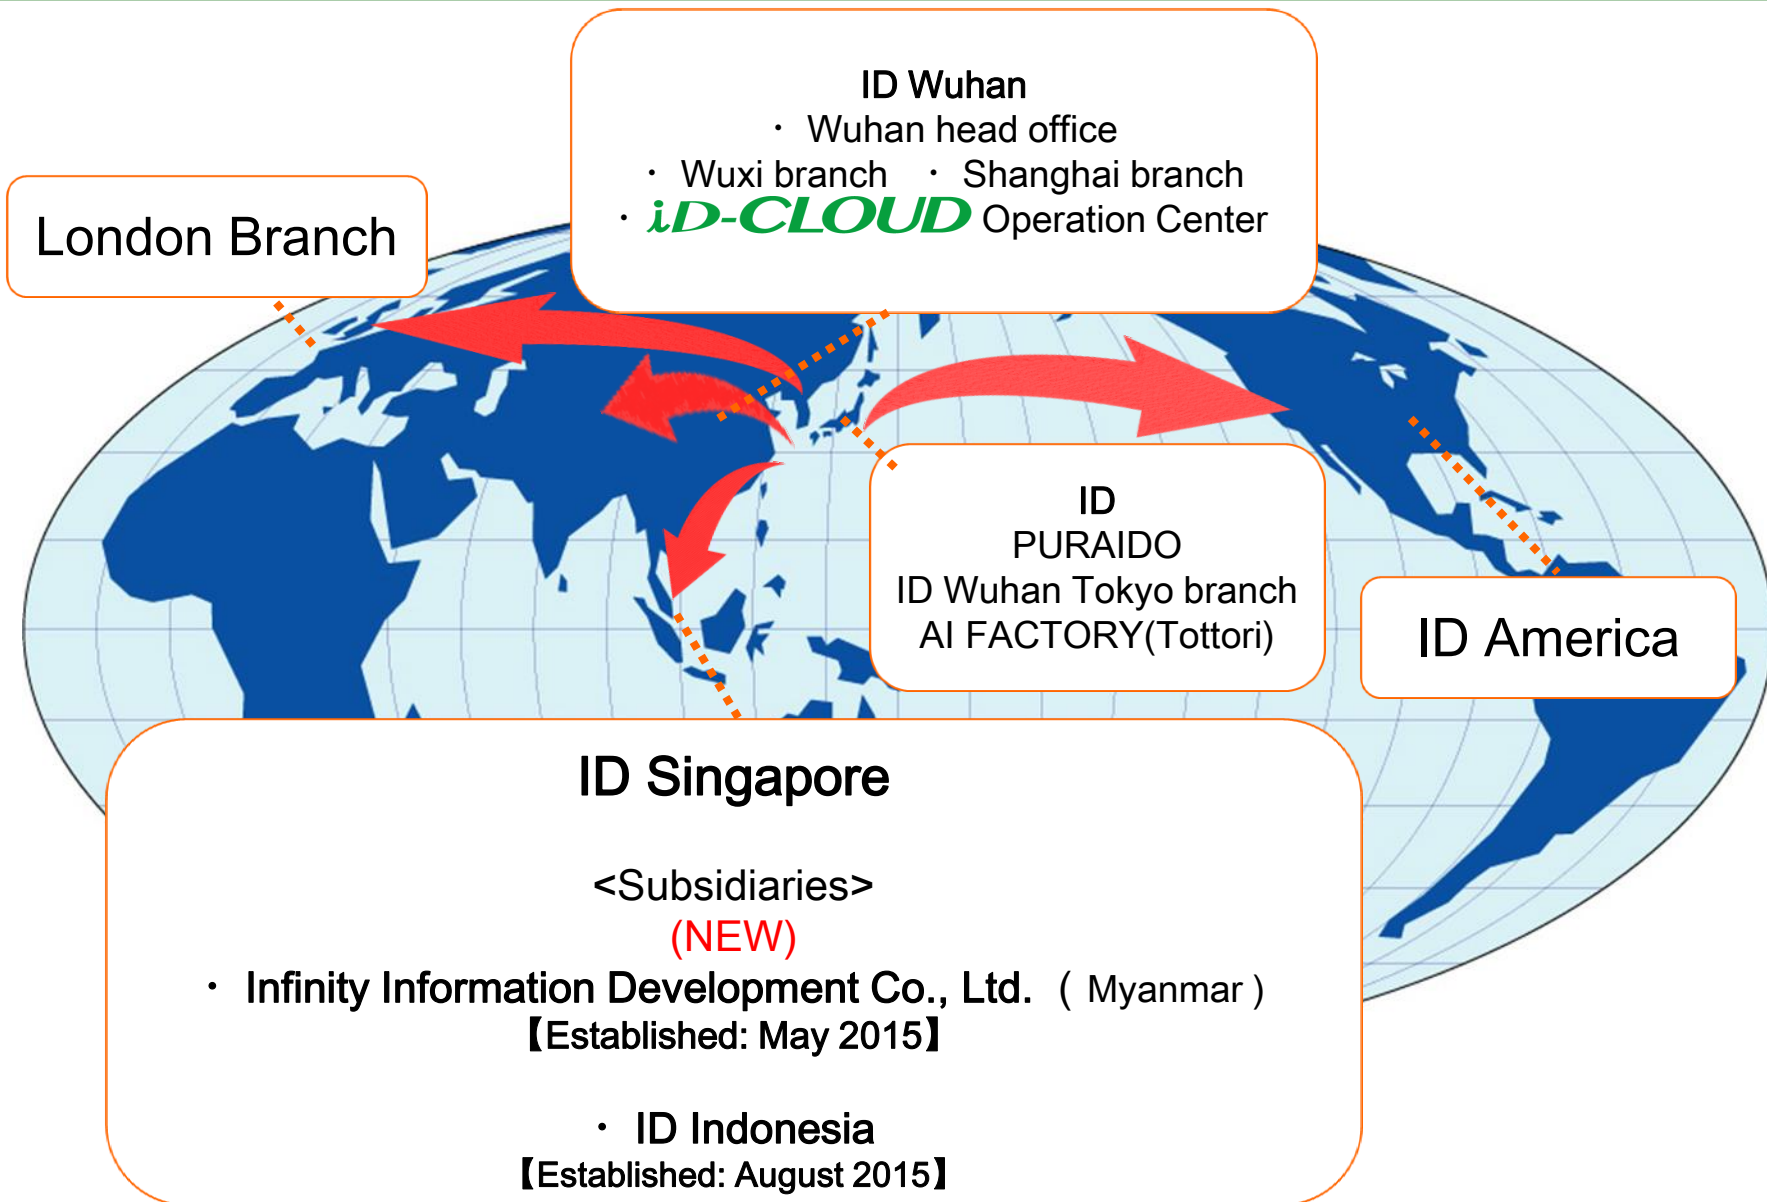 ID Wuhan
・ Wuhan head office
・ Wuxi branch ・ Shanghai branch
・ iD-CLOUD Operation Center
London Branch
ID
PURAIDO
ID Wuhan Tokyo branch
AI FACTORY(Tottori)
ID America
ID Singapore
<Subsidiaries>
(NEW)
・ Infinity Information Development Co., Ltd. ( Myanmar )
【Established: May 2015】
・ ID Indonesia
【Established: August 2015】